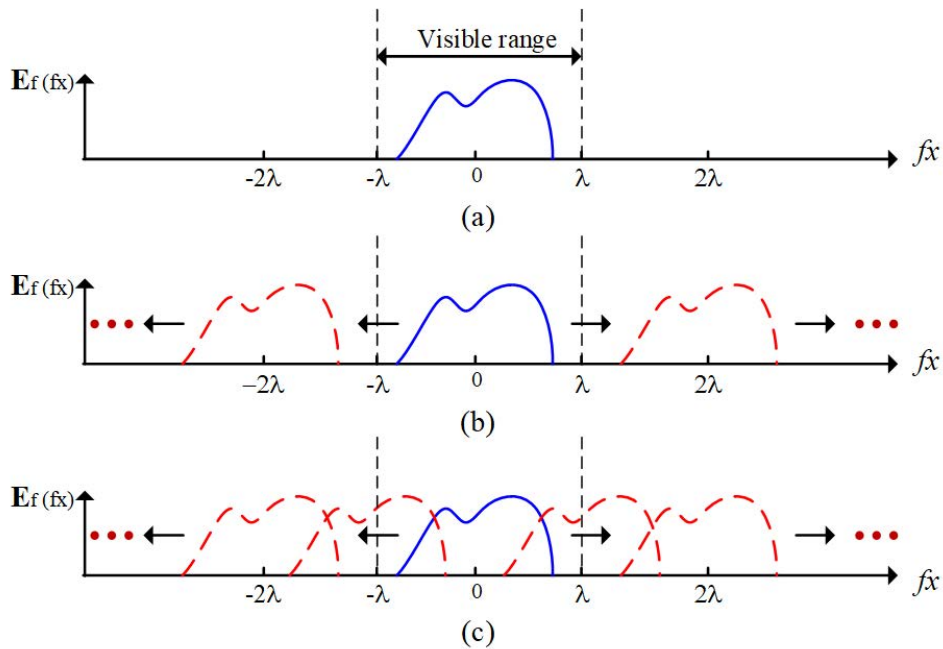 Visible range
Ef (fx)
fx
-2λ -λ 0 λ 2λ
(a)
Ef (fx)
fx
−2λ -λ 0 λ 2λ
(b)
Ef (fx)
fx
-2λ -λ 0 λ 2λ
(c)